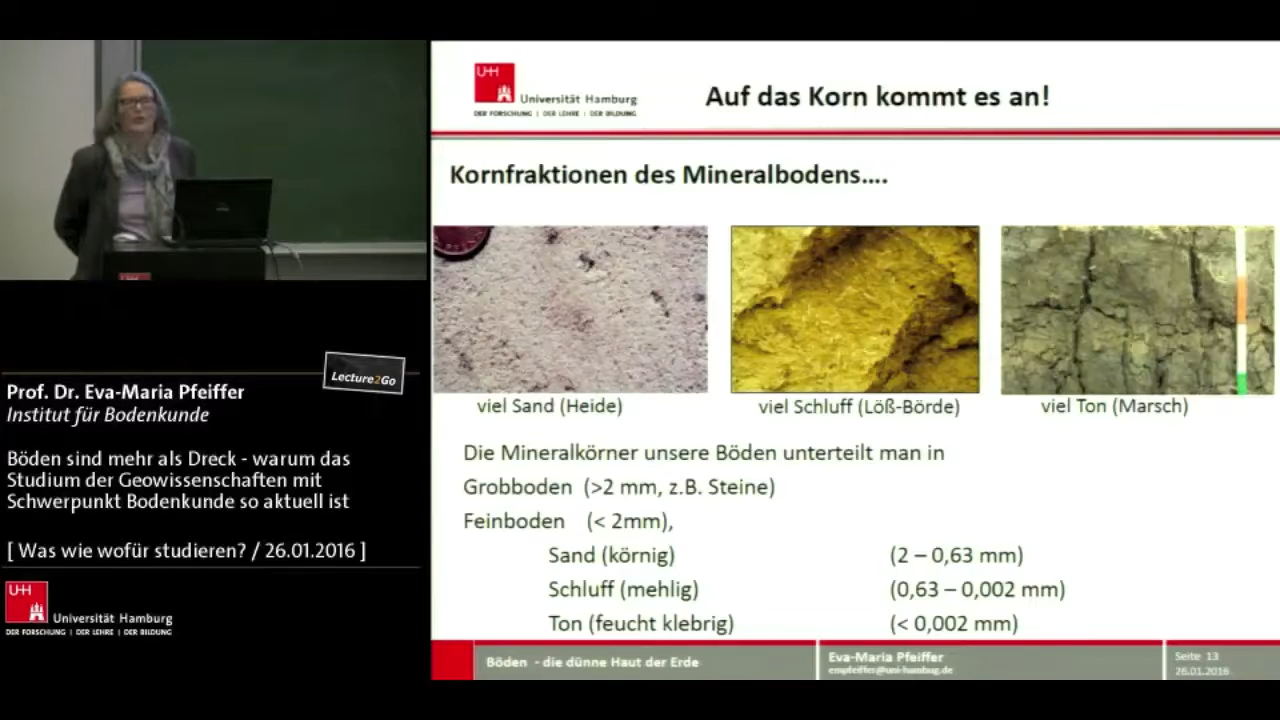 UHH
Universität Hamburg
DER FORSCHUNG | DER LEHRE | DER BILDUNG
Auf das Korn kommt es an!
Kornfraktionen des Mineralbodens....
viel Sand (Heide)
viel Schluff (Löß-Börde)
viel Ton (Marsch)
Die Mineralkörner unsere Böden unterteilt man in
Grobboden (>2 mm, z.B. Steine)
Feinboden (< 2mm),
Sand (körnig) (2 – 0,63 mm)
Schluff (mehlig) (0,63 – 0,002 mm)
Ton (feucht klebrig) (< 0,002 mm)
Böden - die dünne Haut der Erde
Eva-Maria Pfeiffer
empfeiffer@uni-hambug.de
Seite 13
26.01.2016
Lecture2Go
Prof. Dr. Eva-Maria Pfeiffer
Institut für Bodenkunde
Böden sind mehr als Dreck - warum das
Studium der Geowissenschaften mit
Schwerpunkt Bodenkunde so aktuell ist
[ Was wie wofür studieren? / 26.01.2016 ]
UHH
Universität Hamburg
DER FORSCHUNG | DER LEHRE | DER BILDUNG